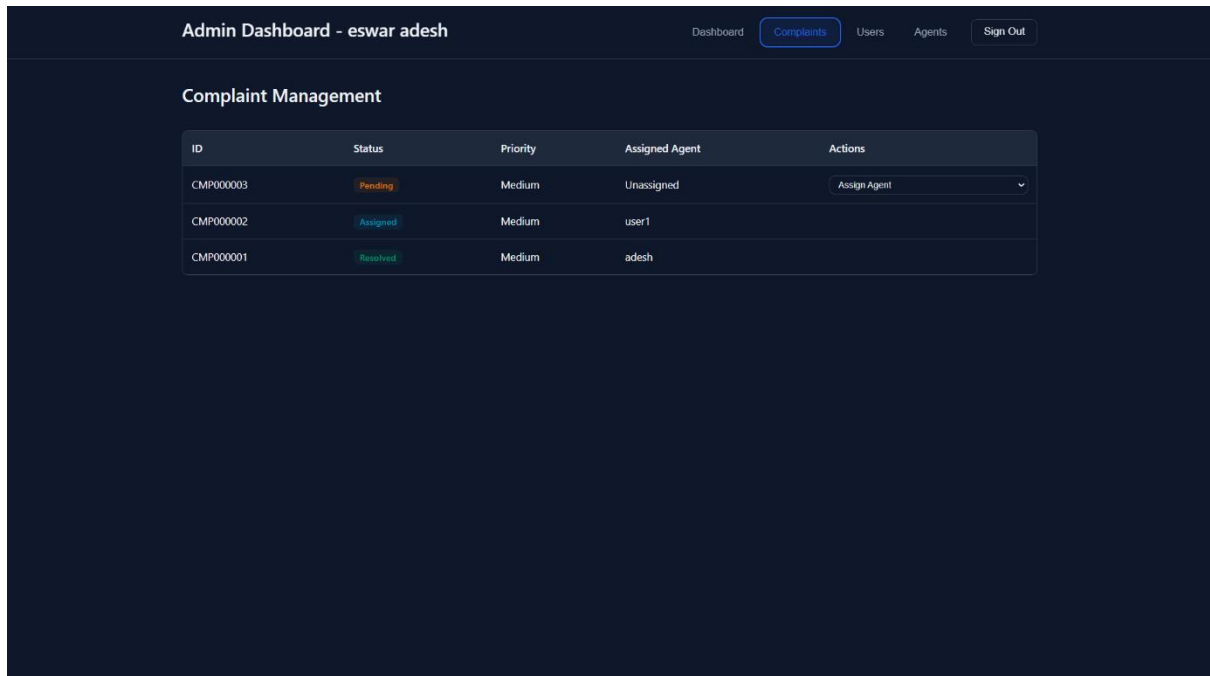 Admin Dashboard - eswar adesh Dashboard Complaints Users Agents Sign Out
Complaint Management
ID Status Priority Assigned Agent Actions
CMP000003 Pending Medium Unassigned Assign Agent
CMP000002 Assigned Medium user1
CMP000001 Resolved Medium adesh